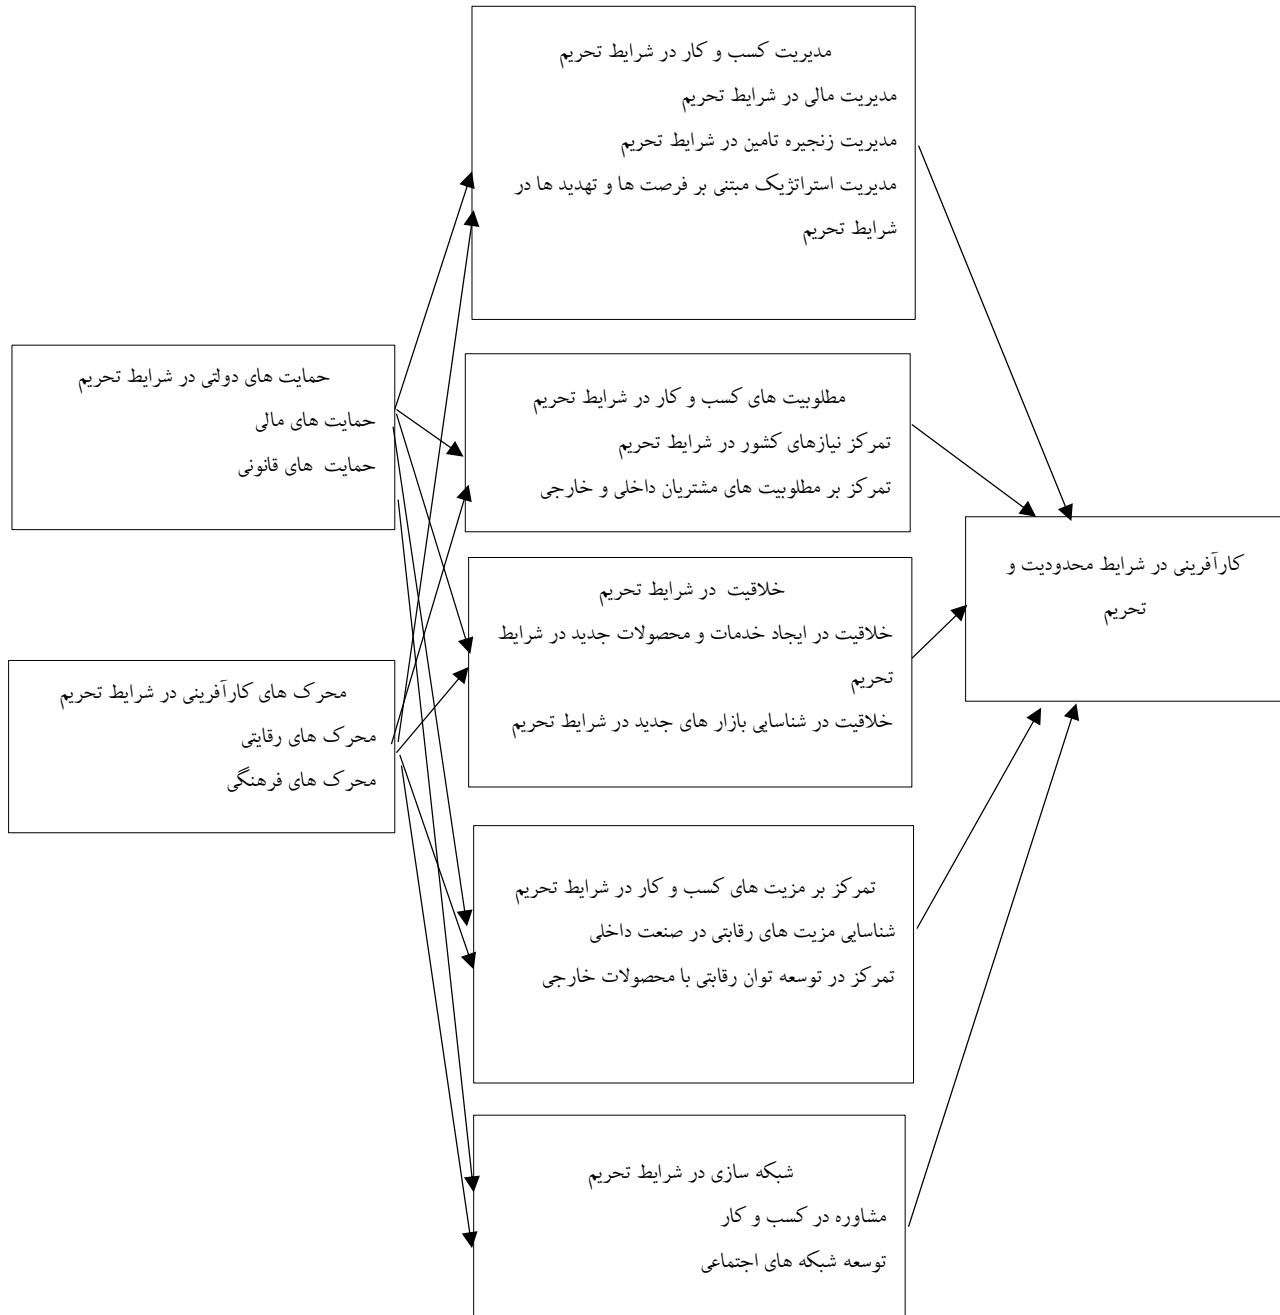 مدیریت کسب و کار در شرایط تحریم
مدیریت مالی در شرایط تحریم
مدیریت زنجیره تامین در شرایط تحریم
مدیریت استراتژیک مبتنی بر فرصت ها و تهدید ها در
شرایط تحریم
حمایت های دولتی در شرایط تحریم
حمایت های مالی
حمایت های قانونی
مطلوبیت های کسب و کار در شرایط تحریم
تمرکز نیازهای کشور در شرایط تحریم
تمرکز بر مطلوبیت های مشتریان داخلی و خارجی
کارآفرینی در شرایط محدودیت و
تحریم
خلاقیت در شرایط تحریم
خلاقیت در ایجاد خدمات و محصولات جدید در شرایط
تحریم
خلاقیت در شناسایی بازار های جدید در شرایط تحریم
محرک های کارآفرینی در شرایط تحریم
محرک های رقابتی
محرک های فرهنگی
تمرکز بر مزیت های کسب و کار در شرایط تحریم
شناسایی مزیت های رقابتی در صنعت داخلی
تمرکز در توسعه توان رقابتی با محصولات خارجی
شبکه سازی در شرایط تحریم
مشاوره در کسب و کار
توسعه شبکه های اجتماعی